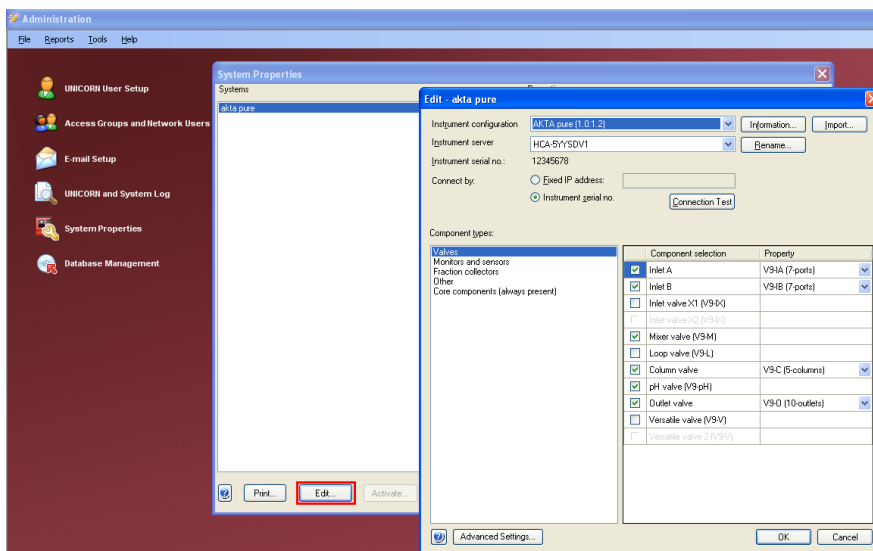 Administration
File Reports Tools Help
UNICORN User Setup
Access Groups and Network Users
E-mail Setup
UNICORN and System Log
System Properties
Database Management
System Properties
Systems
akta pure
Print... Edit... Activate...
Edit - akta pure
Instrument configuration AKTA pure (1.0.1.2) Information... Import...
Instrument server HCA-5YYSDV1 Rename...
Instrument serial no.: 12345678
Connect by: Fixed IP address:
Instrument serial no. Connection Test
Component types:
Valves
Monitors and sensors
Fraction collectors
Other
Core components (always present)
Component selection Property
Inlet A V9-IA (7-ports)
Inlet B V9-IB (7-ports)
Inlet valve X1 (V9-IX)
Inlet valve X2 (V9-IX)
Mixer valve (V9-M)
Loop valve (V9-L)
Column valve V9-C (5-columns)
pH valve (V9-pH)
Outlet valve V9-O (10-outlets)
Versatile valve (V9-V)
Versatile valve 2 (V9-V)
Advanced Settings... OK Cancel